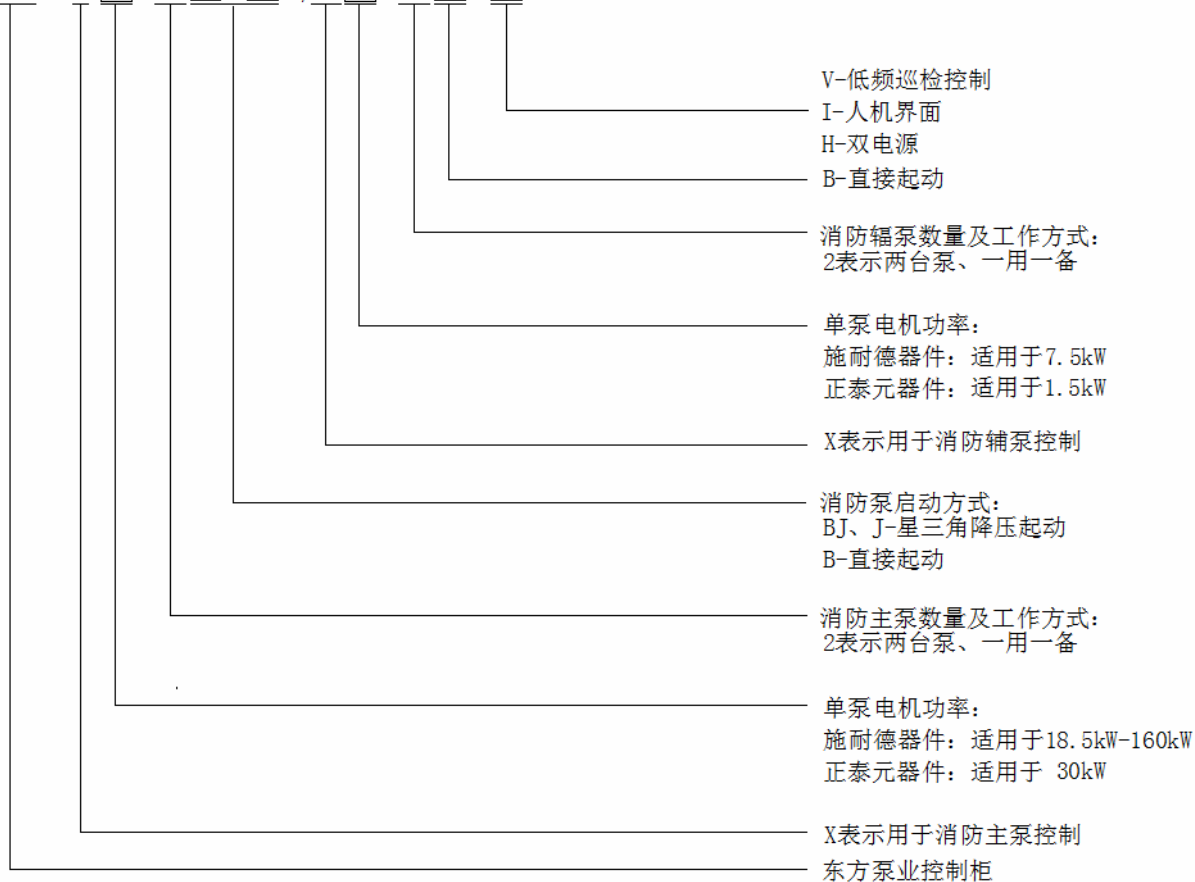 V-低频巡检控制
I-人机界面
H-双电源
B-直接起动
消防辐泵数量及工作方式：
2表示两台泵、一用一备
单泵电机功率：
施耐德器件：适用于7.5kW
正泰元器件：适用于1.5kW
X表示用于消防辅泵控制
消防泵启动方式：
BJ、J-星三角降压起动
B-直接起动
消防主泵数量及工作方式：
2表示两台泵、一用一备
单泵电机功率：
施耐德器件：适用于18.5kW-160kW
正泰元器件：适用于 30kW
X表示用于消防主泵控制
东方泵业控制柜